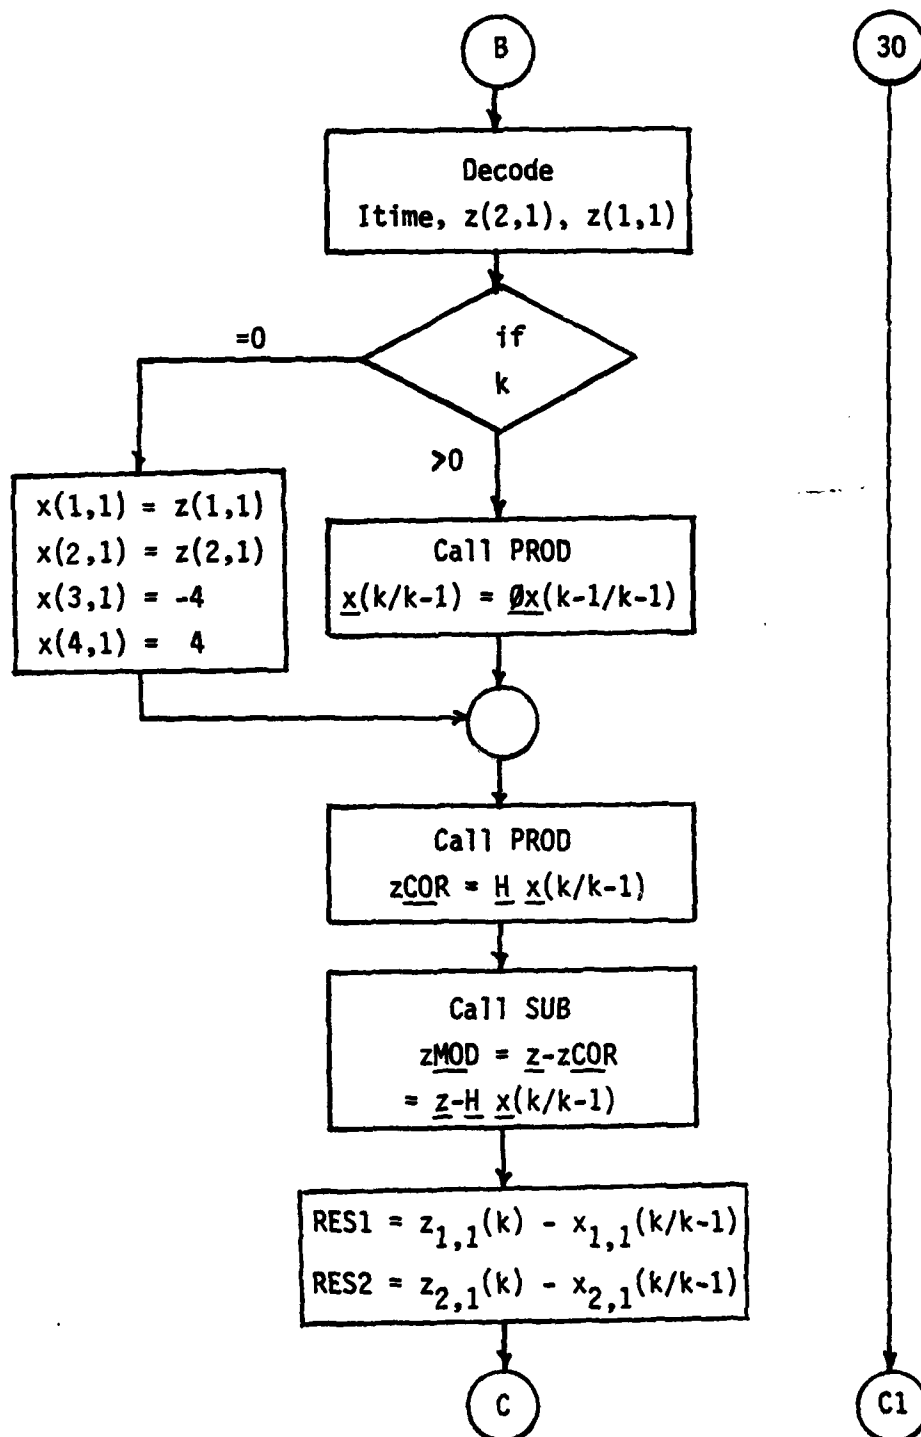 B
30
Decode
Itime, z(2,1), z(1,1)
=0
if
k
>0
x(1,1) = z(1,1)
x(2,1) = z(2,1)
x(3,1) = -4
x(4,1) = 4
Call PROD
x(k/k-1) = Øx(k-1/k-1)
Call PROD
zCOR = H x(k/k-1)
Call SUB
zMOD = z-zCOR
= z-H x(k/k-1)
RES1 = z1,1(k) - x1,1(k/k-1)
RES2 = z2,1(k) - x2,1(k/k-1)
C
C1